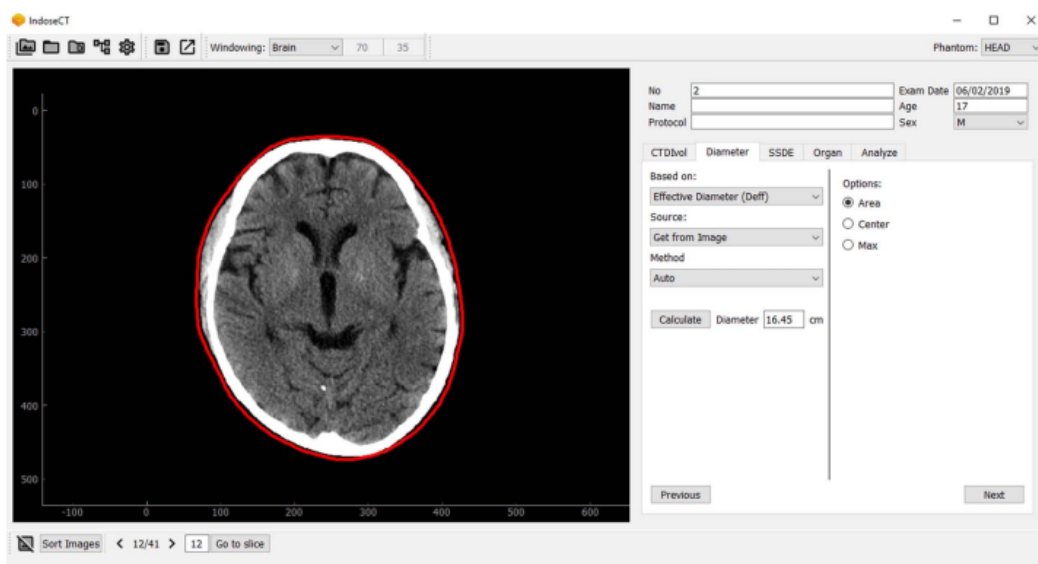 IndoseCT
Windowing: Brain 70 35 Phantom: HEAD
No 2 Exam Date 06/02/2019
Name Age 17
Protocol Sex M
CTDIvol Diameter SSDE Organ Analyze
Based on:
Effective Diameter (Deff)
Source:
Get from Image
Method
Auto
Calculate Diameter 16.45 cm
Options:
Area
Center
Max
Previous Next
0
100
200
300
400
500
-100 0 100 200 300 400 500 600
Sort Images 12/41 12 Go to slice